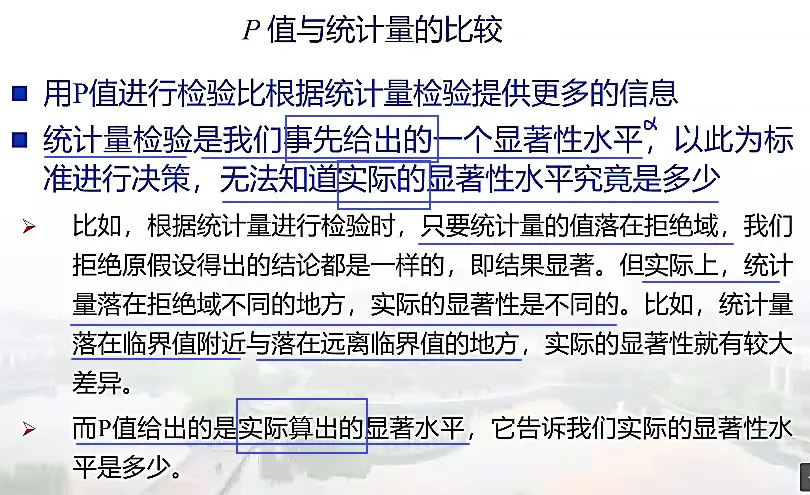 P 值与统计量的比较
用P值进行检验比根据统计量检验提供更多的信息
统计量检验是我们事先给出的一个显著性水平α，以此为标
准进行决策，无法知道实际的显著性水平究竟是多少
比如，根据统计量进行检验时，只要统计量的值落在拒绝域，我们
拒绝原假设得出的结论都是一样的，即结果显著。但实际上，统计
量落在拒绝域不同的地方，实际的显著性是不同的。比如，统计量
落在临界值附近与落在远离临界值的地方，实际的显著性就有较大
差异。
而P值给出的是实际算出的显著水平，它告诉我们实际的显著性水
平是多少。